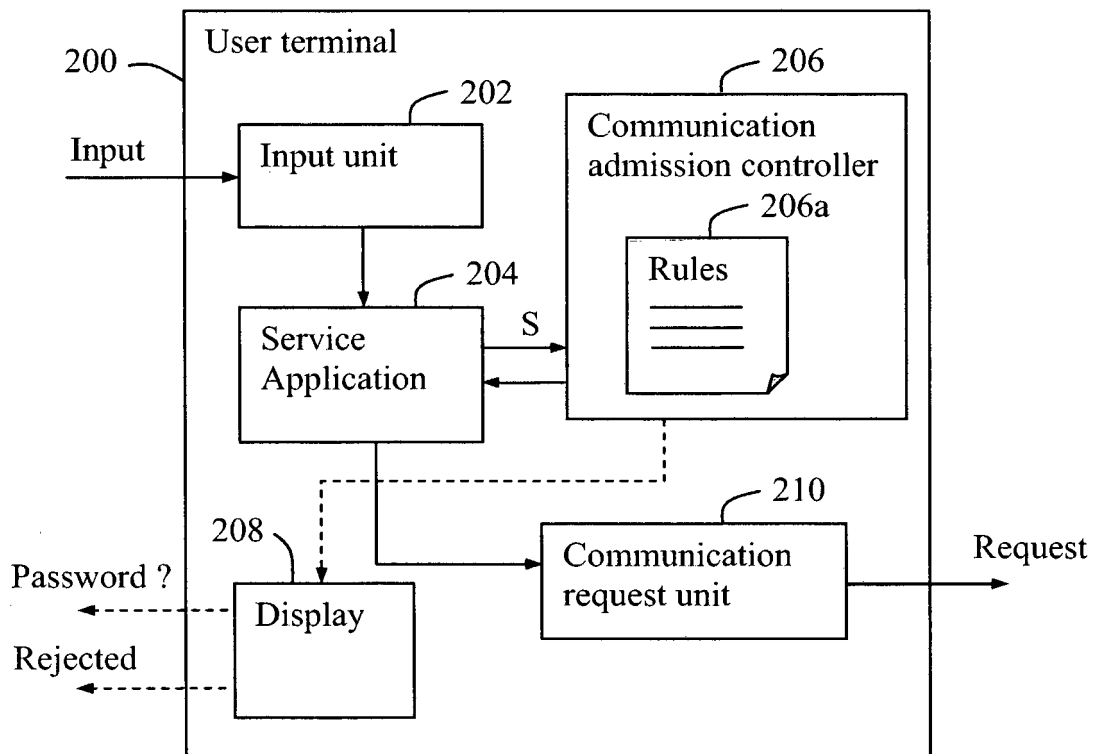 User terminal
200
202
206
Input
Input unit
Communication
admission controller
206a
Rules
204
S
Service
Application
210
208
Communication
request unit
Request
Password ?
Display
Rejected